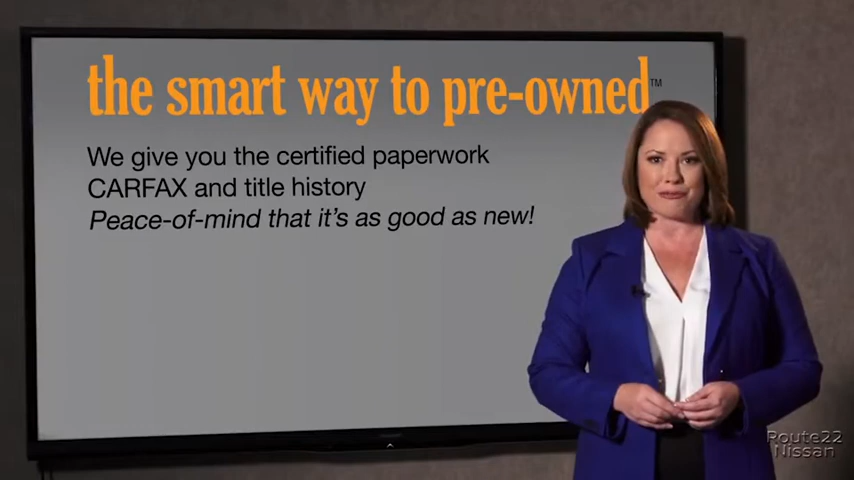 the smart way to pre-owned™
We give you the certified paperwork
CARFAX and title history
Peace-of-mind that it's as good as new!
Route22
Nissan